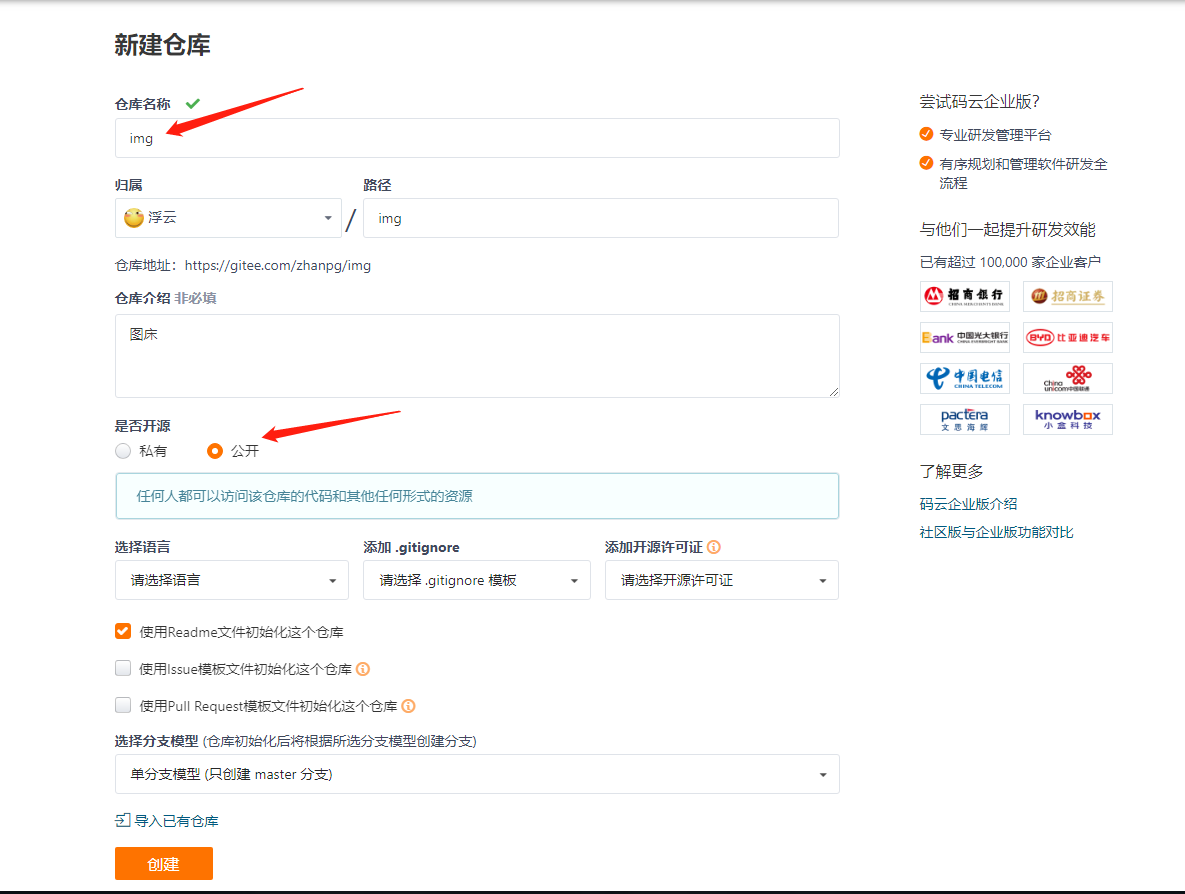 新建仓库
仓库名称
img
归属
路径
浮云
/
img
仓库地址：https://gitee.com/zhanpg/img
仓库介绍 非必填
图床
是否开源
私有
公开
任何人都可以访问该仓库的代码和其他任何形式的资源
选择语言
添加 .gitignore
添加开源许可证
请选择语言
请选择 .gitignore 模板
请选择开源许可证
使用Readme文件初始化这个仓库
使用Issue模板文件初始化这个仓库
使用Pull Request模板文件初始化这个仓库
选择分支模型 (仓库初始化后将根据所选分支模型创建分支)
单分支模型 (只创建 master 分支)
导入已有仓库
创建
尝试码云企业版？
专业研发管理平台
有序规划和管理软件研发全
流程
与他们一起提升研发效能
已有超过 100,000 家企业客户
招商银行
CHINA MERCHANTS BANK
招商证券
Bank 中国光大银行
CHINA EVERBRIGHT BANK
BYD 比亚迪汽车
中国电信
CHINA TELECOM
China
unicom中国联通
pactera
文思海辉
knowbox
小盒科技
了解更多
码云企业版介绍
社区版与企业版功能对比